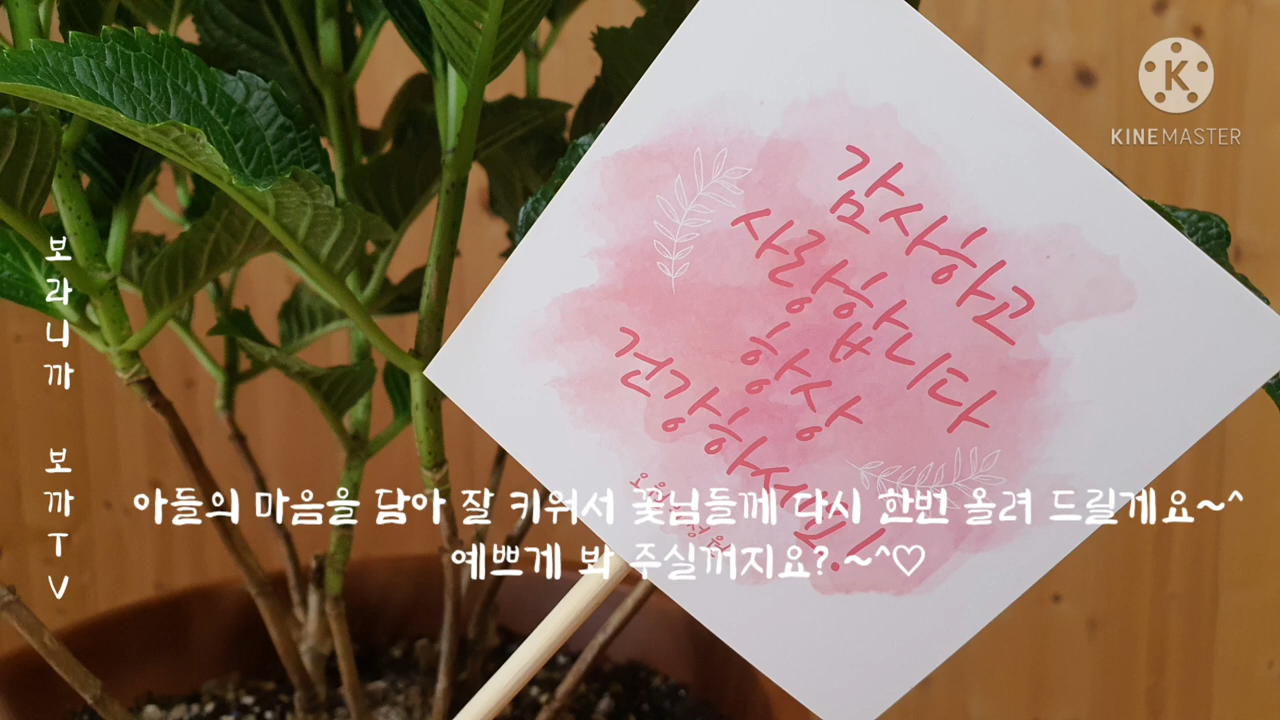 KINEMASTER
감사하고
사랑합니다
항상
건강하세요!
보라니까 보까TV
아들의 마음을 담아 잘 키워서 꽃님들께 다시 한번 올려 드릴게요~^
예쁘게 봐 주실꺼지요?~^♡